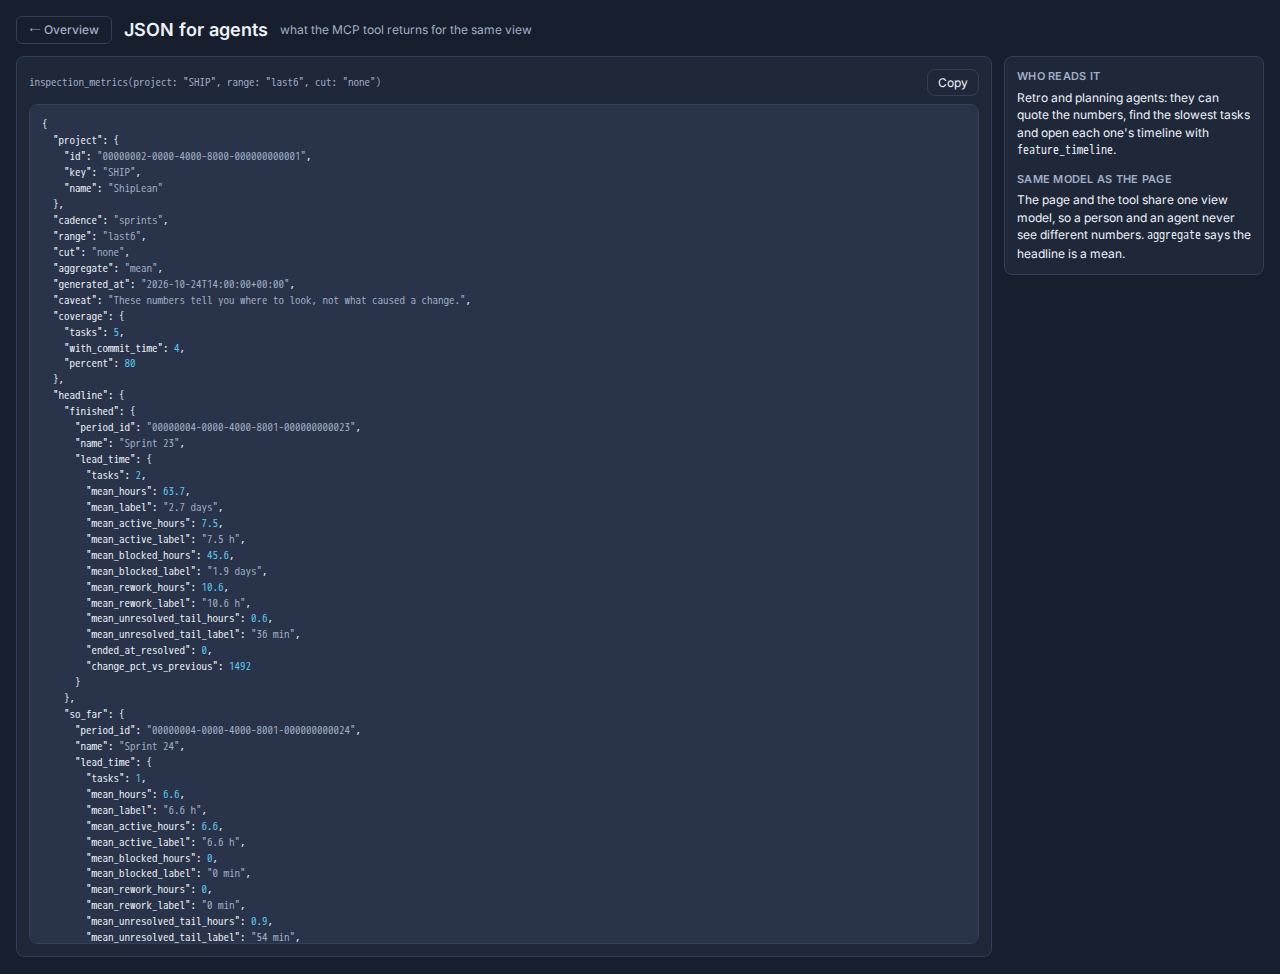 ← Overview
JSON for agents
what the MCP tool returns for the same view
inspection_metrics(project: "SHIP", range: "last6", cut: "none")
Copy
{
  "project": {
    "id": "00000002-0000-4000-8000-000000000001",
    "key": "SHIP",
    "name": "ShipLean"
  },
  "cadence": "sprints",
  "range": "last6",
  "cut": "none",
  "aggregate": "mean",
  "generated_at": "2026-10-24T14:00:00+00:00",
  "caveat": "These numbers tell you where to look, not what caused a change.",
  "coverage": {
    "tasks": 5,
    "with_commit_time": 4,
    "percent": 80
  },
  "headline": {
    "finished": {
      "period_id": "00000004-0000-4000-8001-000000000023",
      "name": "Sprint 23",
      "lead_time": {
        "tasks": 2,
        "mean_hours": 63.7,
        "mean_label": "2.7 days",
        "mean_active_hours": 7.5,
        "mean_active_label": "7.5 h",
        "mean_blocked_hours": 45.6,
        "mean_blocked_label": "1.9 days",
        "mean_rework_hours": 10.6,
        "mean_rework_label": "10.6 h",
        "mean_unresolved_tail_hours": 0.6,
        "mean_unresolved_tail_label": "36 min",
        "ended_at_resolved": 0,
        "change_pct_vs_previous": 1492
      }
    },
    "so_far": {
      "period_id": "00000004-0000-4000-8001-000000000024",
      "name": "Sprint 24",
      "lead_time": {
        "tasks": 1,
        "mean_hours": 6.6,
        "mean_label": "6.6 h",
        "mean_active_hours": 6.6,
        "mean_active_label": "6.6 h",
        "mean_blocked_hours": 0,
        "mean_blocked_label": "0 min",
        "mean_rework_hours": 0,
        "mean_rework_label": "0 min",
        "mean_unresolved_tail_hours": 0.9,
        "mean_unresolved_tail_label": "54 min",
WHO READS IT
Retro and planning agents: they can
quote the numbers, find the slowest tasks
and open each one's timeline with
feature_timeline.
SAME MODEL AS THE PAGE
The page and the tool share one view
model, so a person and an agent never
see different numbers. aggregate says the
headline is a mean.